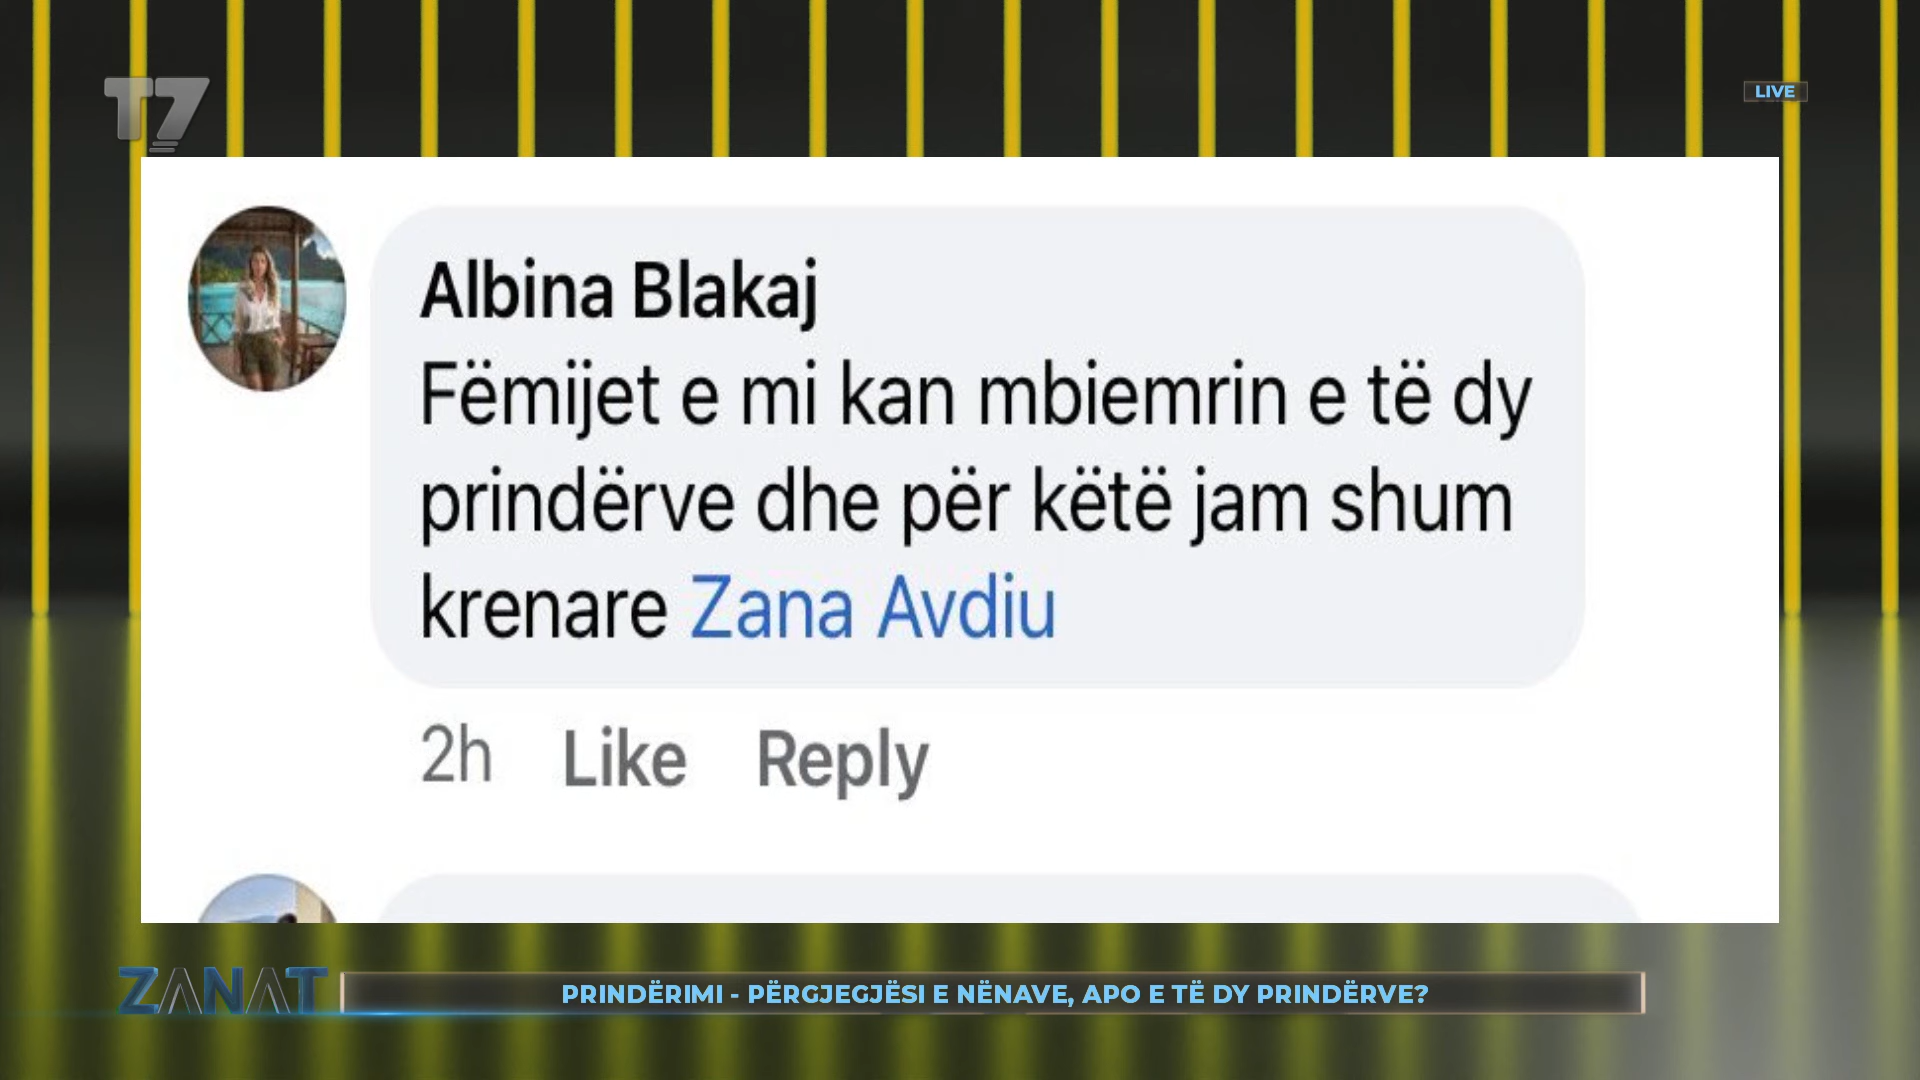 T7
LIVE
Albina Blakaj
Fëmijet e mi kan mbiemrin e të dy
prindërve dhe për këtë jam shum
krenare Zana Avdiu
2h Like Reply
ZANAT
PRINDËRIMI - PËRGJEGJËSI E NËNAVE, APO E TË DY PRINDËRVE?